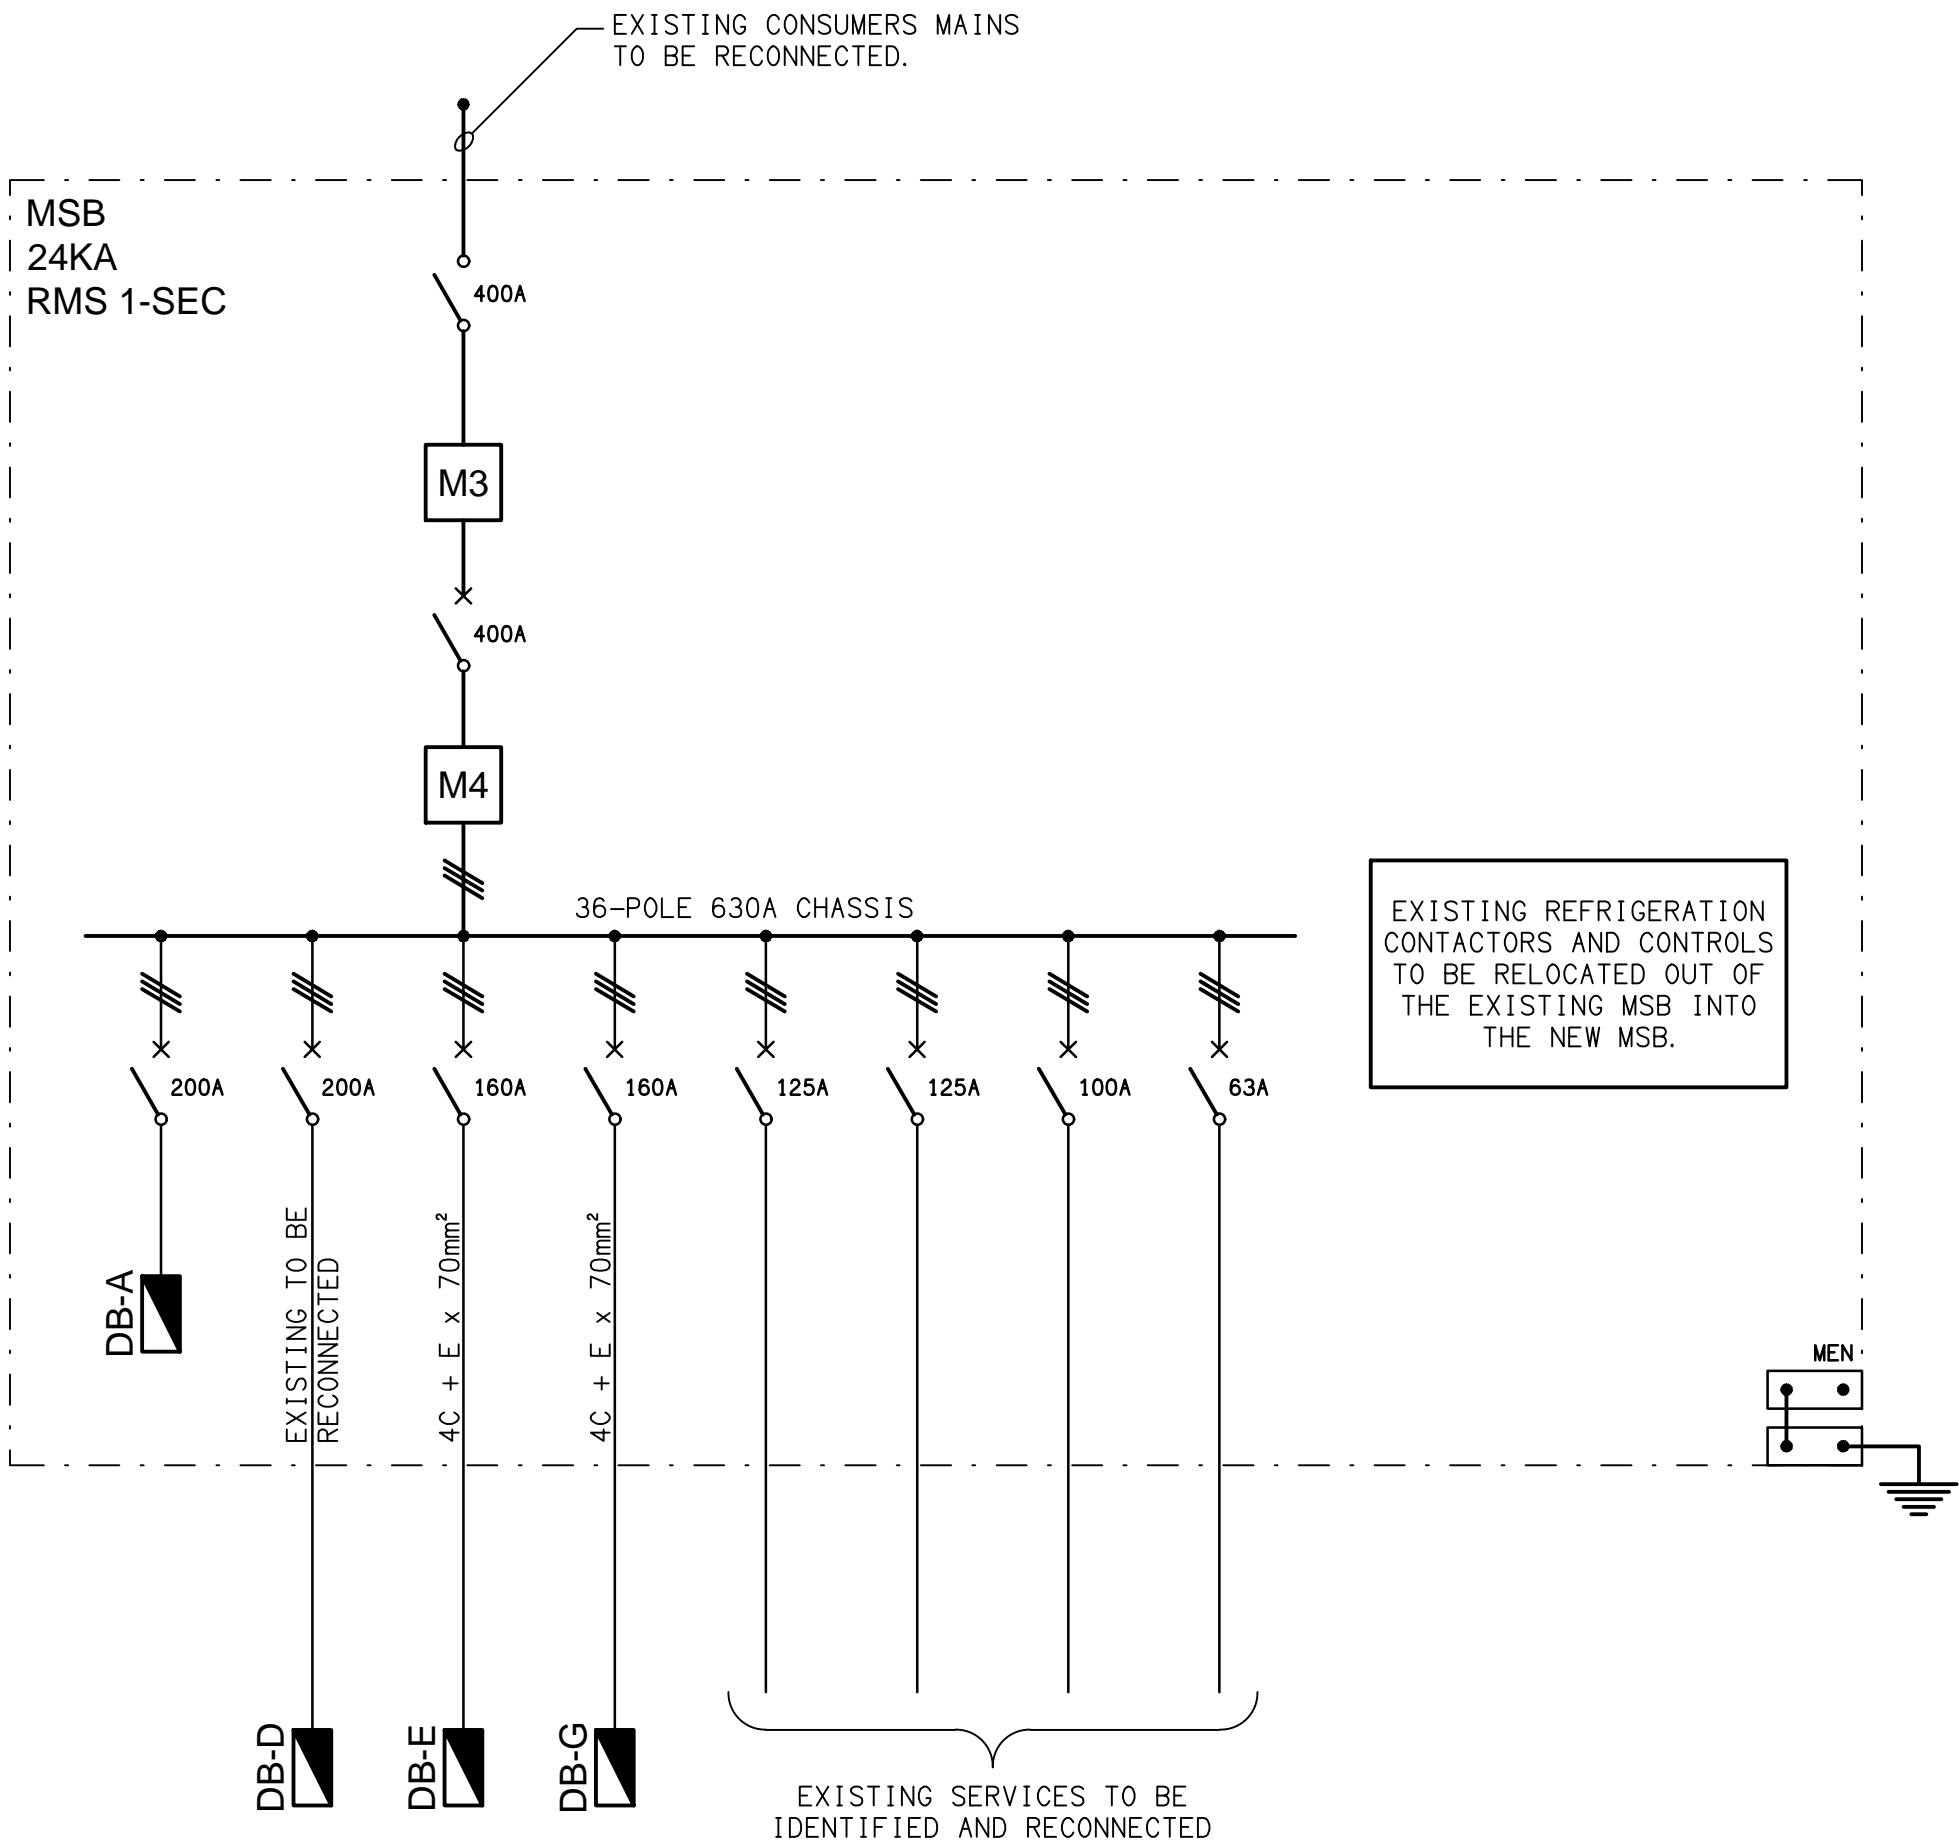 EXISTING CONSUMERS MAINS
TO BE RECONNECTED.
MSB
24KA
RMS 1-SEC
400A
M3
400A
M4
36-POLE 630A CHASSIS
EXISTING REFRIGERATION
CONTACTORS AND CONTROLS
TO BE RELOCATED OUT OF
THE EXISTING MSB INTO
THE NEW MSB.
200A
200A
160A
160A
125A
125A
100A
63A
DB-A
EXISTING TO BE
RECONNECTED
4C + E x 70mm²
4C + E x 70mm²
MEN
DB-D
DB-E
DB-G
EXISTING SERVICES TO BE
IDENTIFIED AND RECONNECTED